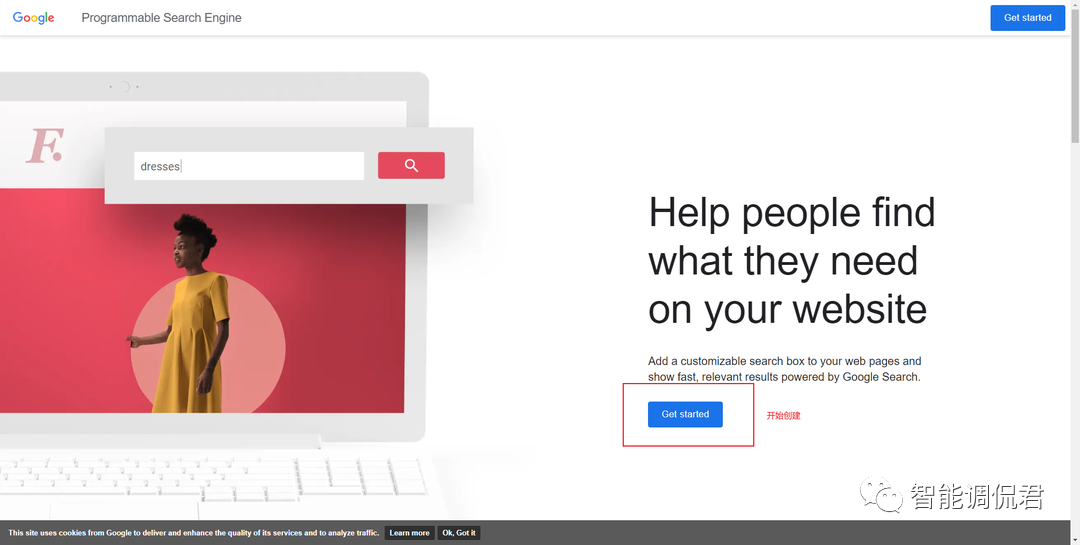 Google Programmable Search Engine
Get started
F.
dresses
Help people find
what they need
on your website
Add a customizable search box to your web pages and
show fast, relevant results powered by Google Search.
Get started
开始创建
智能调侃君
This site uses cookies from Google to deliver and enhance the quality of its services and to analyze traffic. Learn more Ok, Got it